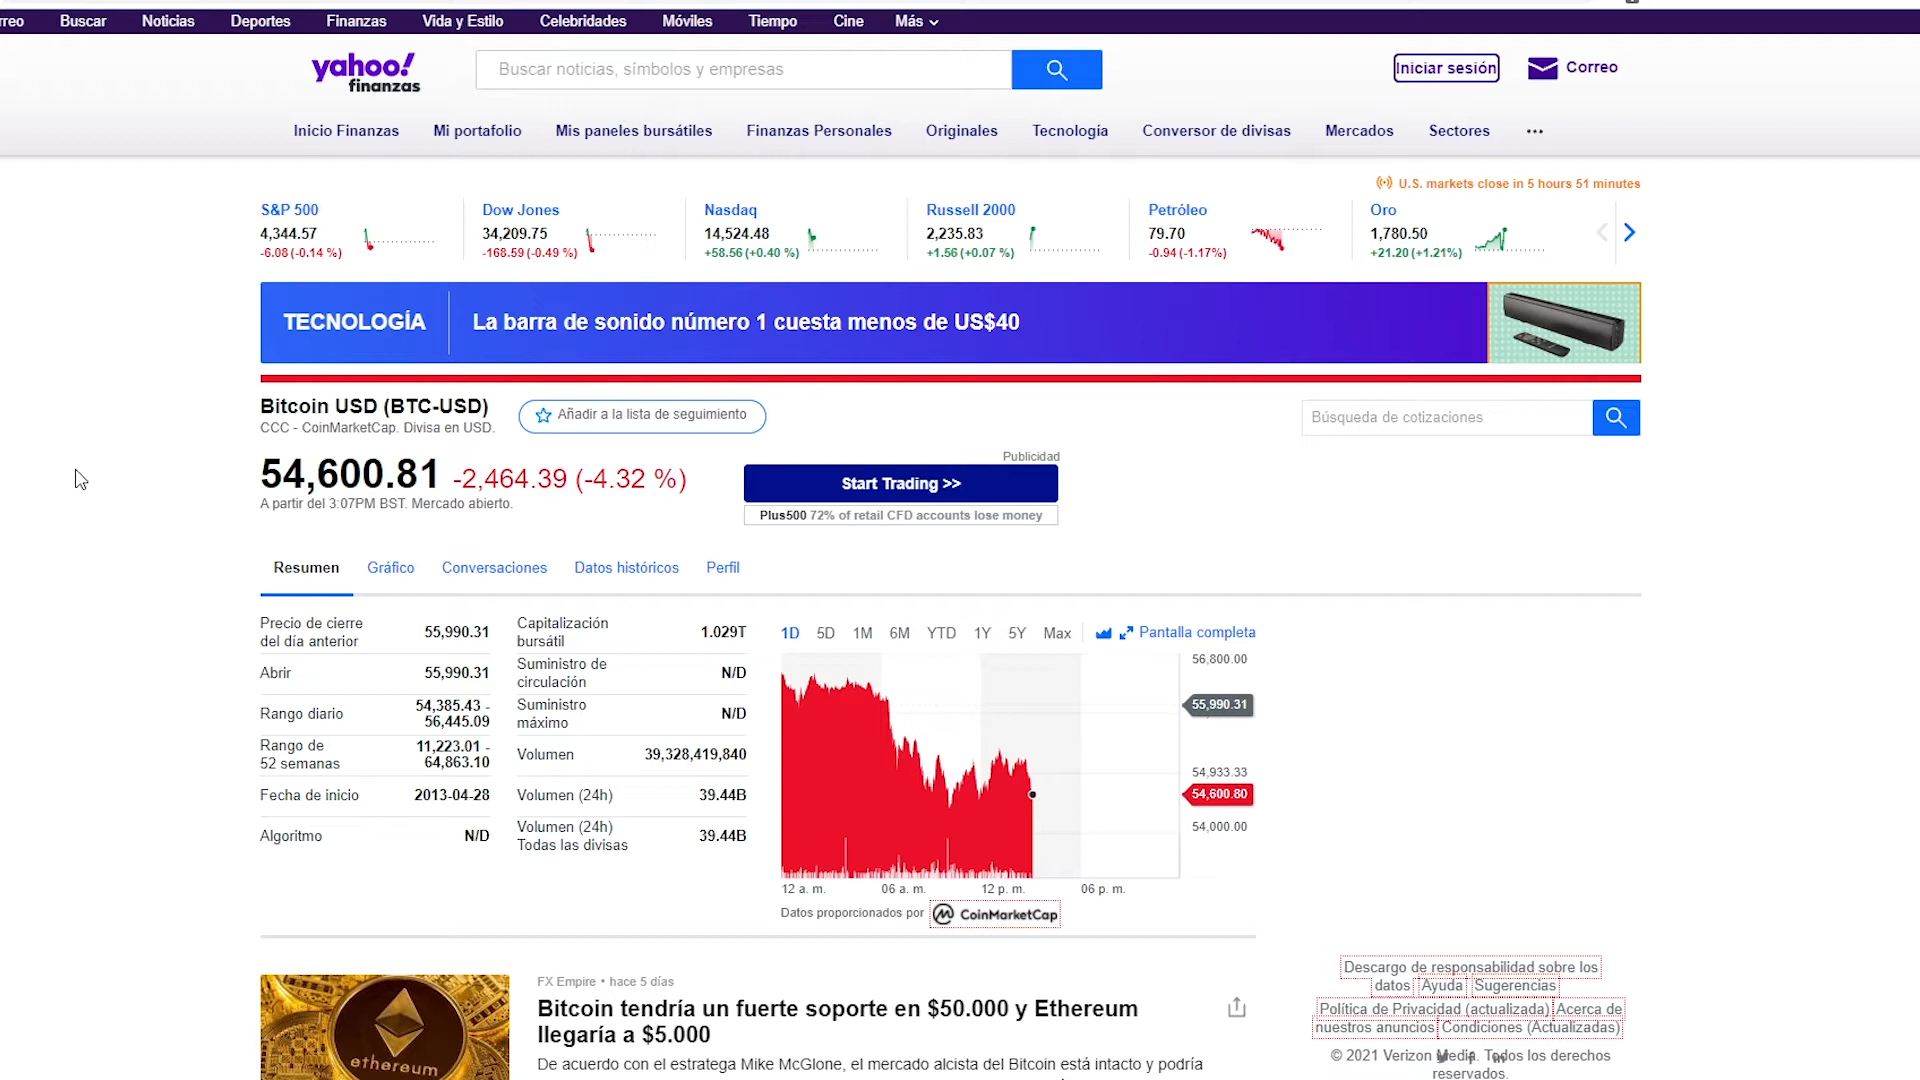 rreo Buscar Noticias Deportes Finanzas Vida y Estilo Celebridades Móviles Tiempo Cine Más
yahoo!
finanzas
Buscar noticias, símbolos y empresas
Iniciar sesión
Correo
Inicio Finanzas Mi portafolio Mis paneles bursátiles Finanzas Personales Originales Tecnología Conversor de divisas Mercados Sectores ...
U.S. markets close in 5 hours 51 minutes
S&P 500
4,344.57
-6.08 (-0.14 %)
Dow Jones
34,209.75
-168.59 (-0.49 %)
Nasdaq
14,524.48
+58.56 (+0.40 %)
Russell 2000
2,235.83
+1.56 (+0.07 %)
Petróleo
79.70
-0.94 (-1.17%)
Oro
1,780.50
+21.20 (+1.21%)
TECNOLOGÍA
La barra de sonido número 1 cuesta menos de US$40
Bitcoin USD (BTC-USD)
CCC - CoinMarketCap. Divisa en USD.
Añadir a la lista de seguimiento
Búsqueda de cotizaciones
54,600.81 -2,464.39 (-4.32 %)
A partir del 3:07PM BST. Mercado abierto.
Publicidad
Start Trading >>
Plus500 72% of retail CFD accounts lose money
Resumen Gráfico Conversaciones Datos históricos Perfil
Precio de cierre
del día anterior
55,990.31
Abrir 55,990.31
Rango diario
54,385.43 -
56,445.09
Rango de
52 semanas
11,223.01 -
64,863.10
Fecha de inicio 2013-04-28
Algoritmo N/D
Capitalización
bursátil
1.029T
Suministro de
circulación
N/D
Suministro
máximo
N/D
Volumen 39,328,419,840
Volumen (24h) 39.44B
Volumen (24h)
Todas las divisas
39.44B
1D 5D 1M 6M YTD 1Y 5Y Max Pantalla completa
56,800.00
55,990.31
54,933.33
54,600.80
54,000.00
12 a. m. 06 a. m. 12 p. m. 06 p. m.
Datos proporcionados por CoinMarketCap
FX Empire • hace 5 días
Bitcoin tendría un fuerte soporte en $50.000 y Ethereum
llegaría a $5.000
De acuerdo con el estratega Mike McGlone, el mercado alcista del Bitcoin está intacto y podría
ethereum
Descargo de responsabilidad sobre los
datos Ayuda Sugerencias
Política de Privacidad (actualizada) Acerca de
nuestros anuncios Condiciones (Actualizadas)
© 2021 Verizon Media. Todos los derechos
reservados.